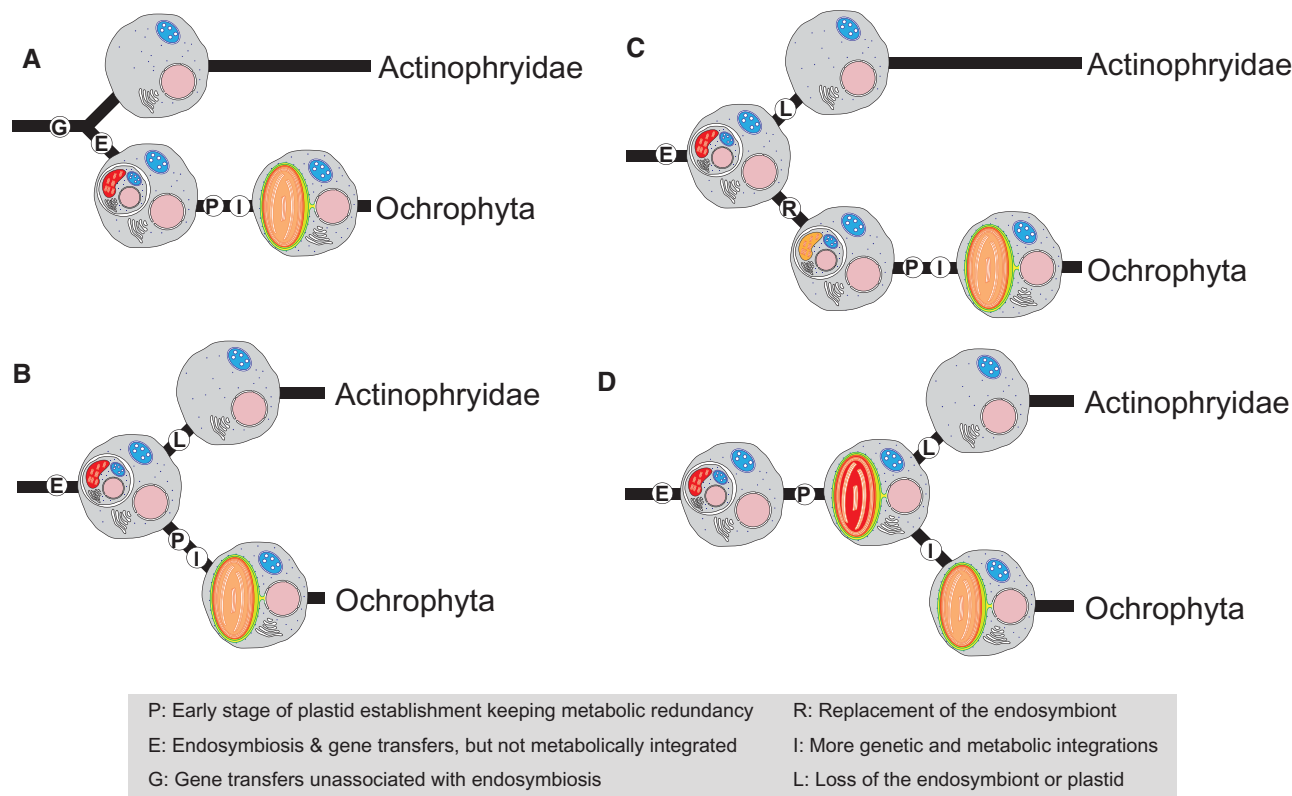 A
Actinophryidae
G
E
P I
Ochrophyta
B
Actinophryidae
L
E
P
I
Ochrophyta
C
Actinophryidae
L
E
R
P I
Ochrophyta
D
Actinophryidae
L
E P
I
Ochrophyta
P: Early stage of plastid establishment keeping metabolic redundancy
E: Endosymbiosis & gene transfers, but not metabolically integrated
G: Gene transfers unassociated with endosymbiosis
R: Replacement of the endosymbiont
I: More genetic and metabolic integrations
L: Loss of the endosymbiont or plastid